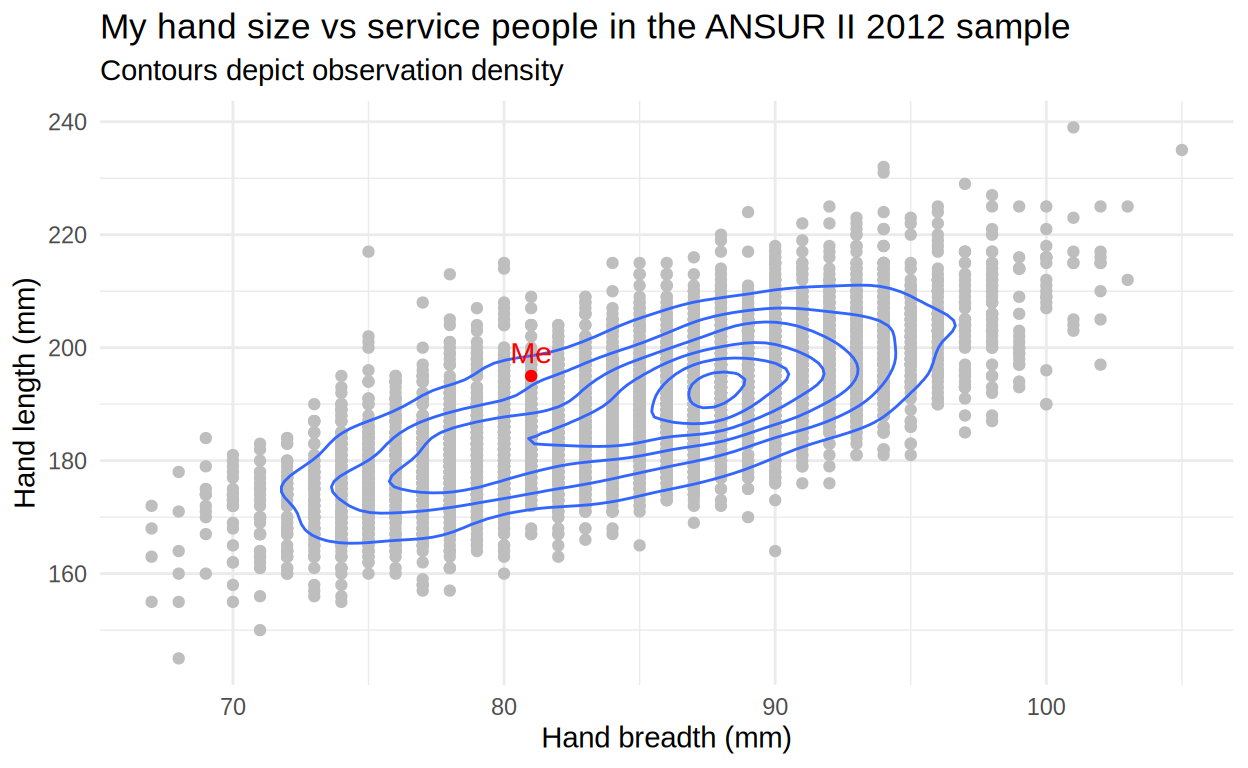 My hand size vs service people in the ANSUR II 2012 sample
Contours depict observation density
240
220
200
180
160
Hand length (mm)
Me
70
80
90
100
Hand breadth (mm)